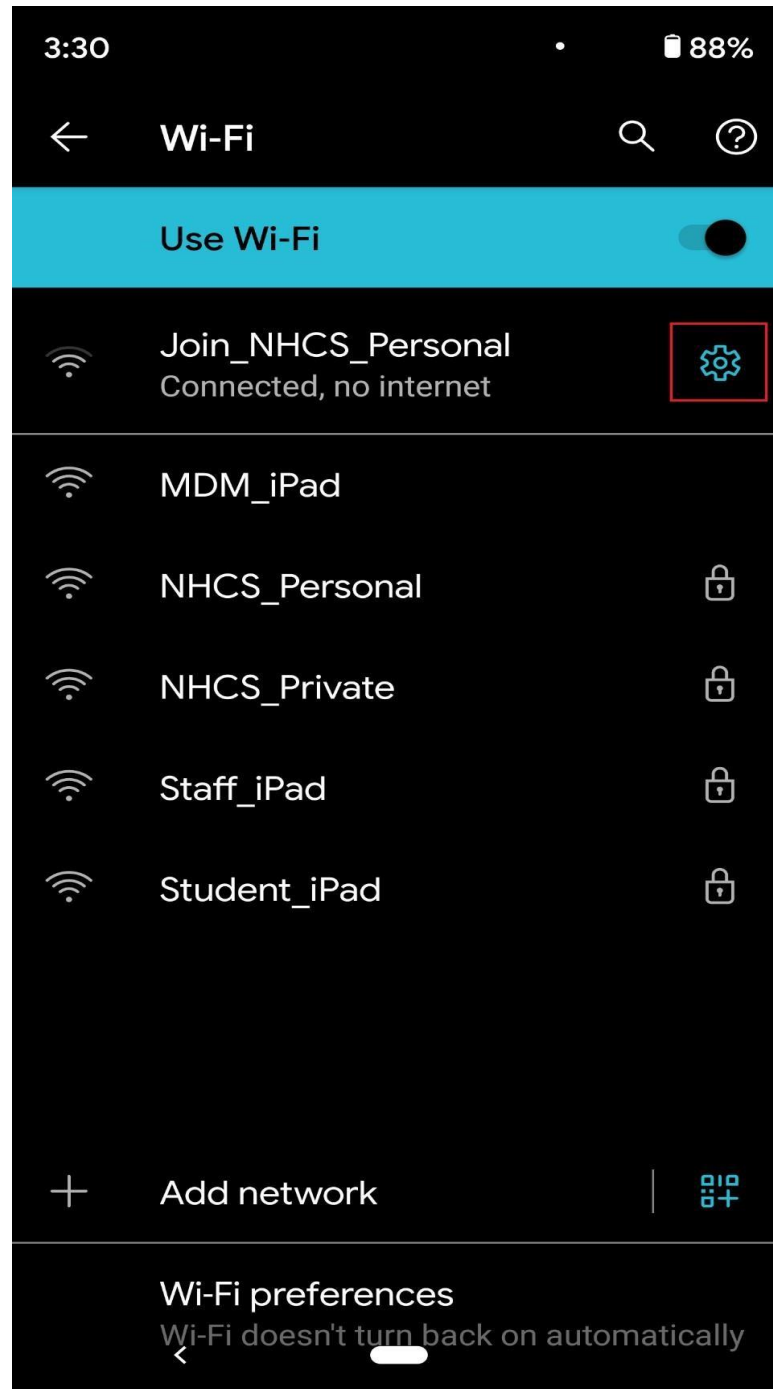 3:30 88%
Wi-Fi
Use Wi-Fi
Join_NHCS_Personal
Connected, no internet
MDM_iPad
NHCS_Personal
NHCS_Private
Staff_iPad
Student_iPad
Add network
Wi-Fi preferences
Wi-Fi doesn't turn back on automatically